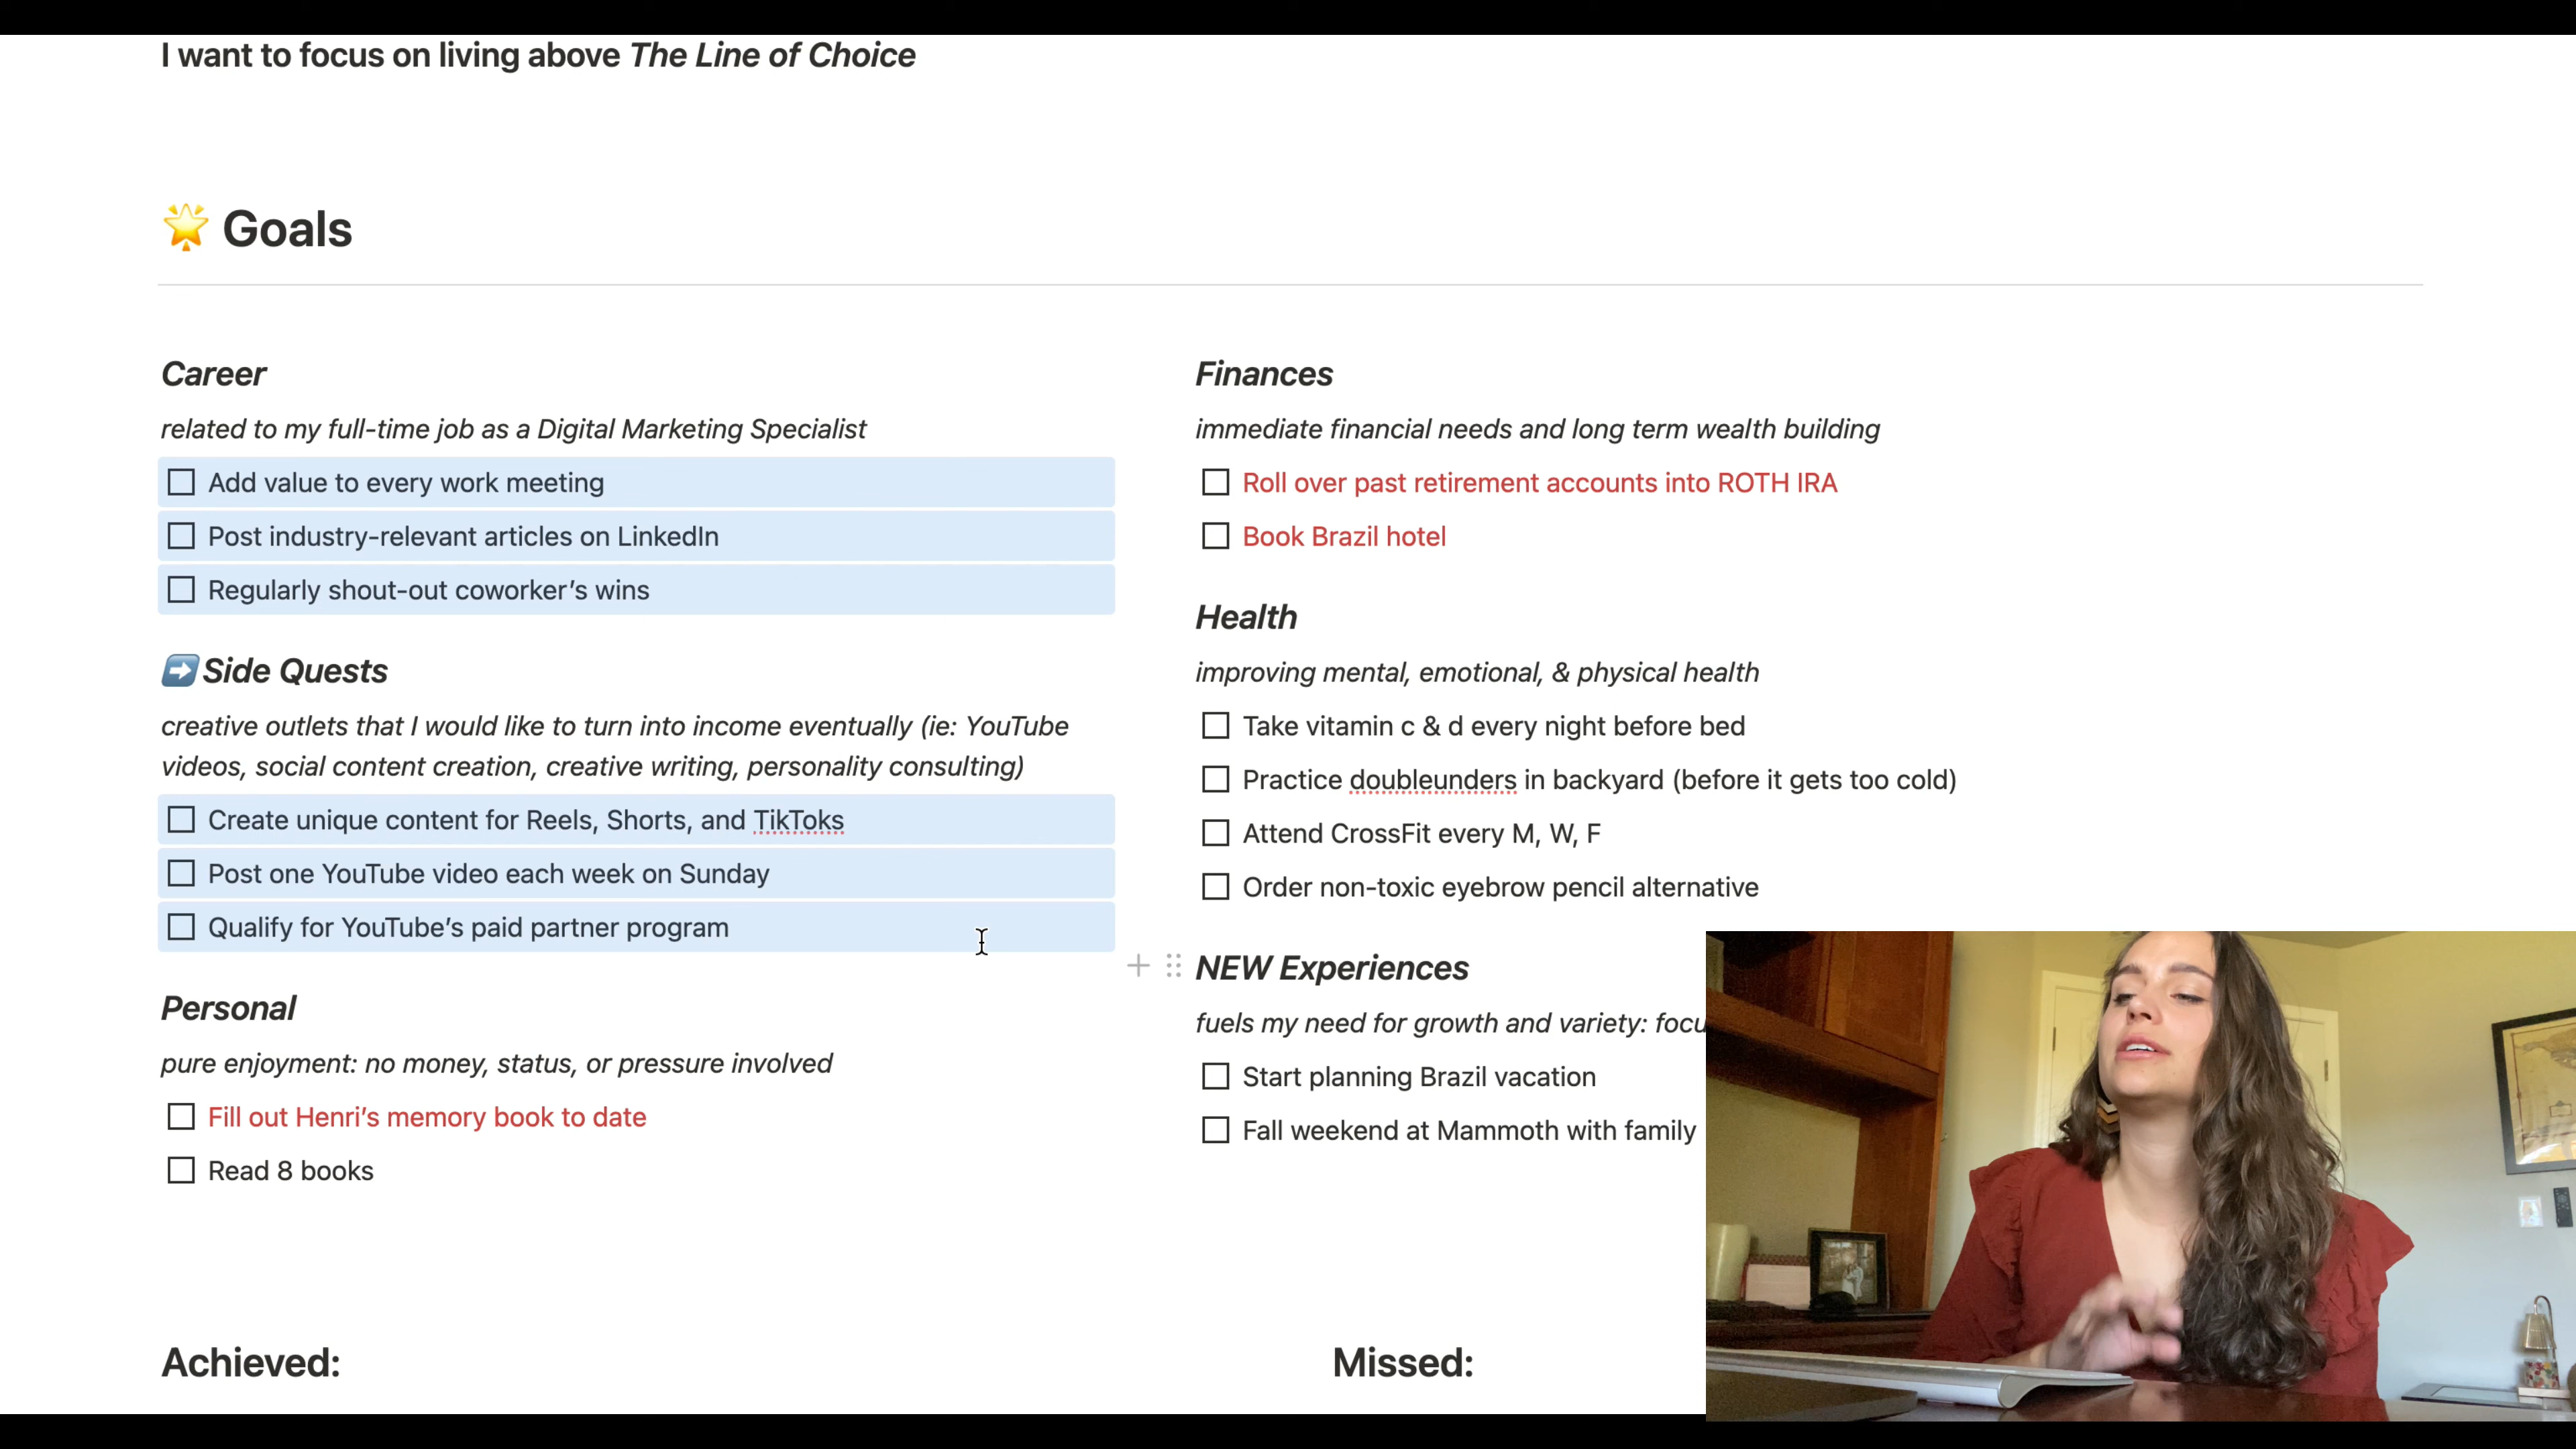 I want to focus on living above The Line of Choice
🌟 Goals
Career
related to my full-time job as a Digital Marketing Specialist
Add value to every work meeting
Post industry-relevant articles on LinkedIn
Regularly shout-out coworker’s wins
➡️Side Quests
creative outlets that I would like to turn into income eventually (ie: YouTube
videos, social content creation, creative writing, personality consulting)
Create unique content for Reels, Shorts, and TikToks
Post one YouTube video each week on Sunday
Qualify for YouTube’s paid partner program
Personal
pure enjoyment: no money, status, or pressure involved
Fill out Henri’s memory book to date
Read 8 books
Finances
immediate financial needs and long term wealth building
Roll over past retirement accounts into ROTH IRA
Book Brazil hotel
Health
improving mental, emotional, & physical health
Take vitamin c & d every night before bed
Practice doubleunders in backyard (before it gets too cold)
Attend CrossFit every M, W, F
Order non-toxic eyebrow pencil alternative
NEW Experiences
fuels my need for growth and variety:
Start planning Brazil vacation
Fall weekend at Mammoth with family
Achieved:
Missed: